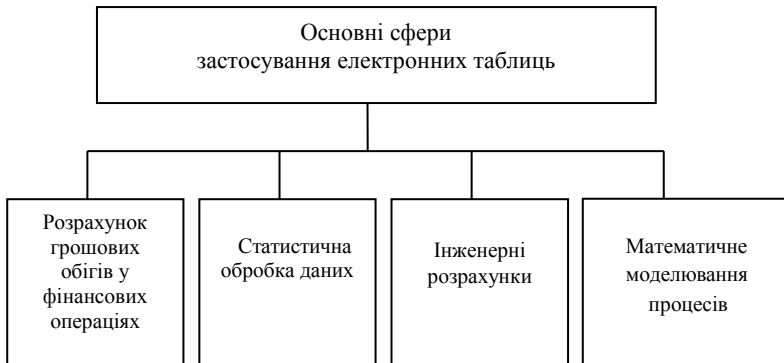 Основні сфери
застосування електронних таблиць
Розрахунок
грошових
обігів у
фінансових
операціях
Статистична
обробка даних
Інженерні
розрахунки
Математичне
моделювання
процесів